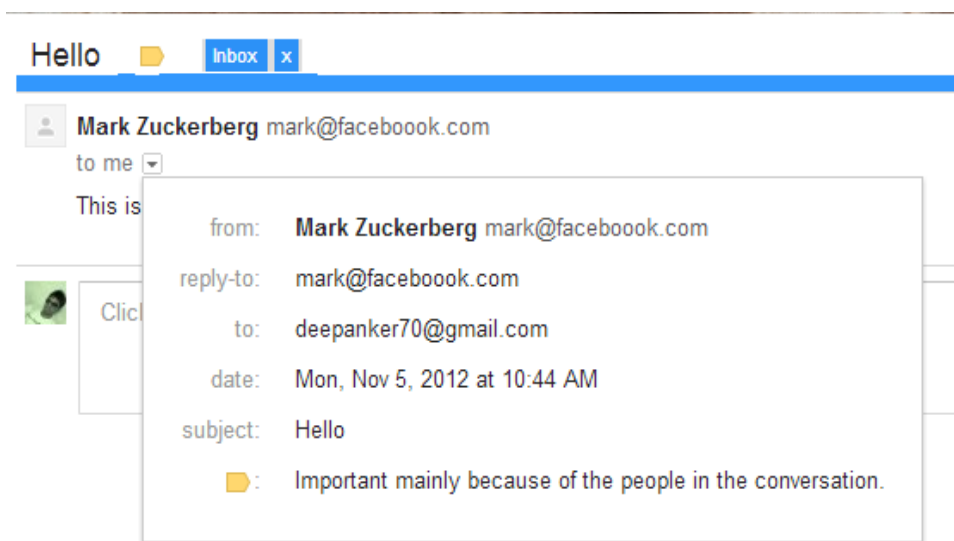 Hello Inbox x
Mark Zuckerberg mark@faceboook.com
to me
This is
from: Mark Zuckerberg mark@faceboook.com
reply-to: mark@faceboook.com
to: deepanker70@gmail.com
date: Mon, Nov 5, 2012 at 10:44 AM
subject: Hello
: Important mainly because of the people in the conversation.